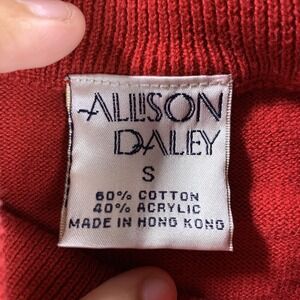 ALLISON
DALEY
S
60% COTTON
40% ACRYLIC
MADE IN HONG KONG